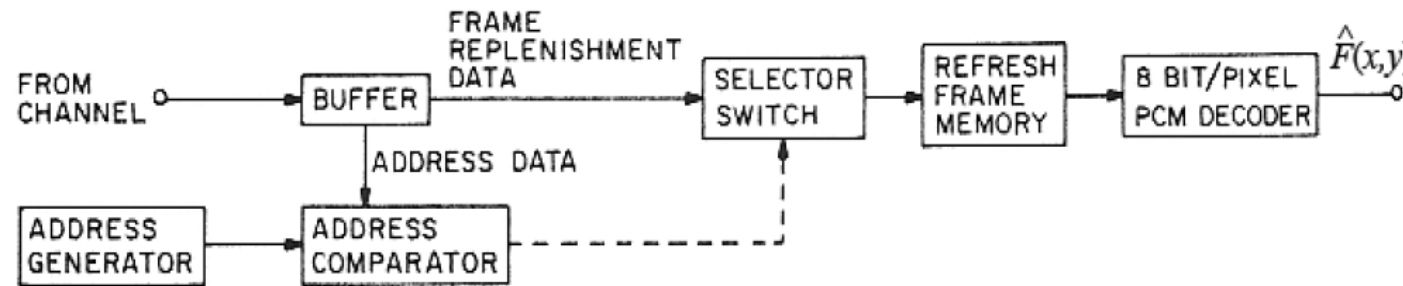 FROM
CHANNEL
BUFFER
FRAME
REPLENISHMENT
DATA
SELECTOR
SWITCH
REFRESH
FRAME
MEMORY
8 BIT/PIXEL
PCM DECODER
F̂(x,y)
ADDRESS DATA
ADDRESS
GENERATOR
ADDRESS
COMPARATOR